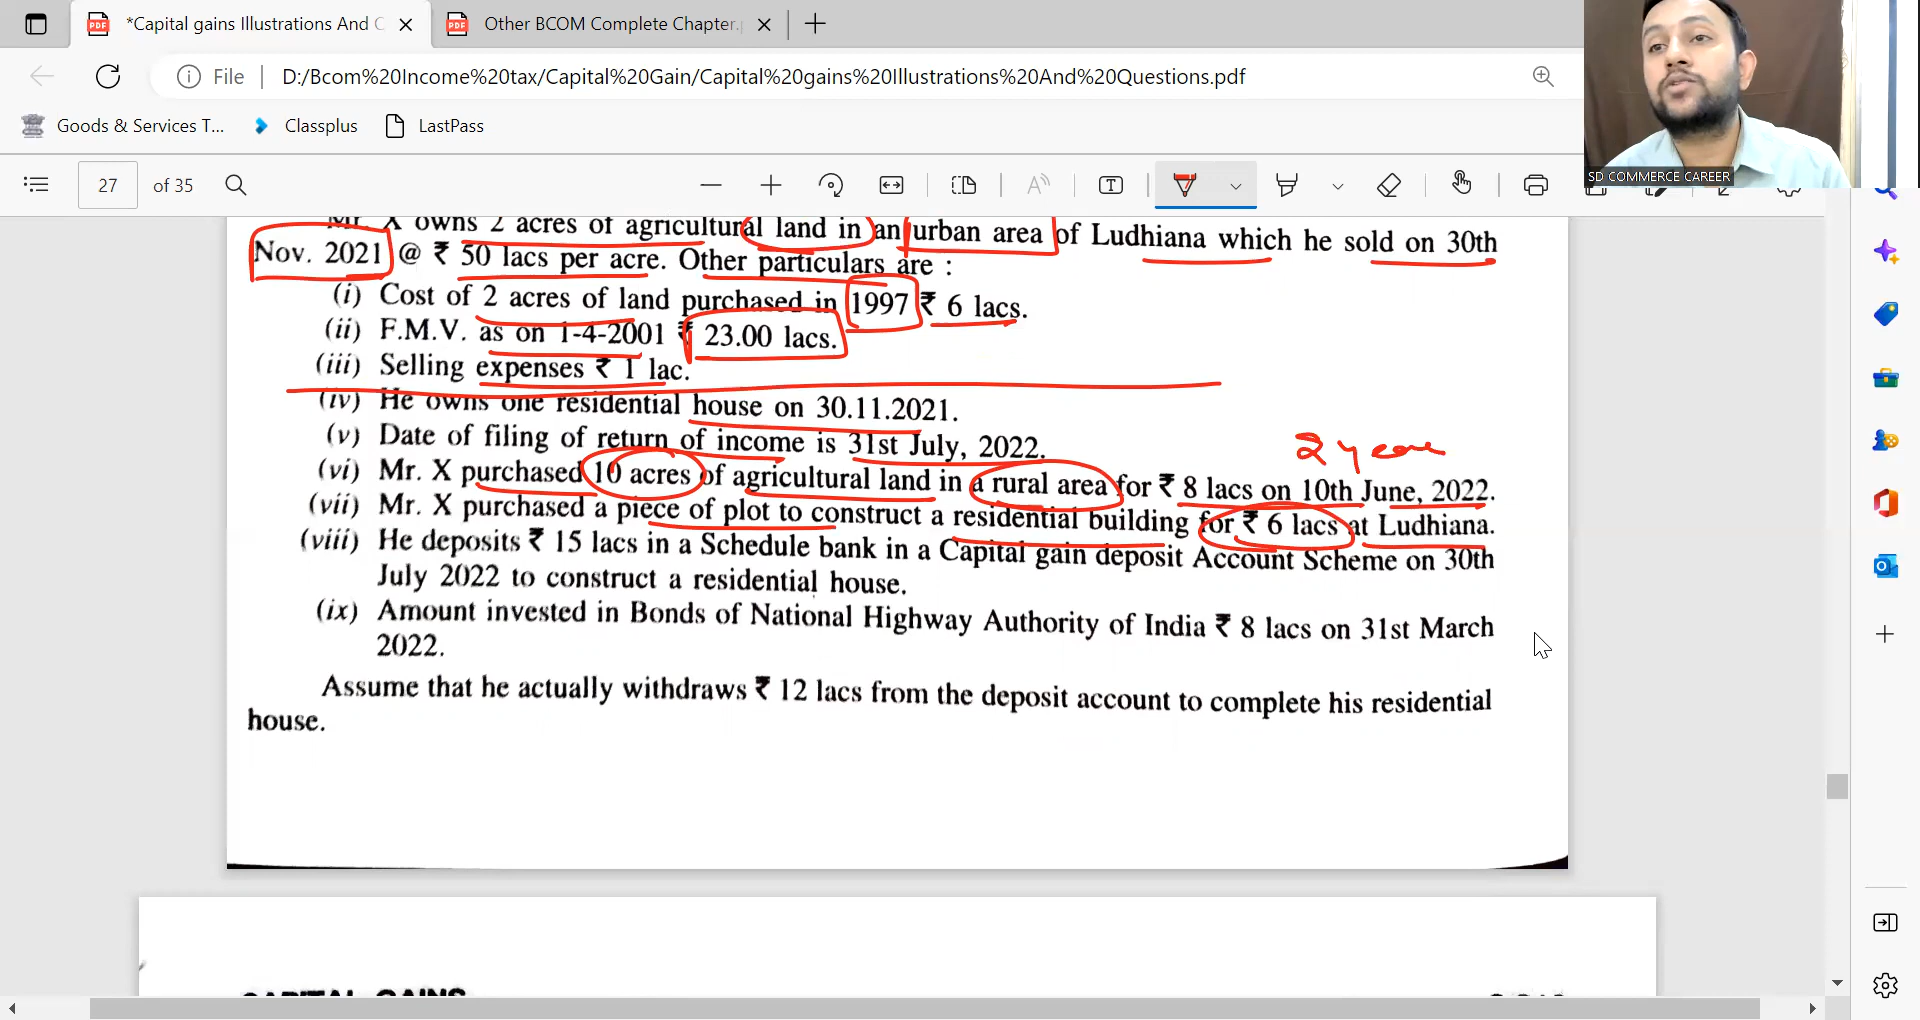 *Capital gains Illustrations And C
Other BCOM Complete Chapter.
File D:/Bcom%20Income%20tax/Capital%20Gain/Capital%20gains%20Illustrations%20And%20Questions.pdf
Goods & Services T... Classplus LastPass
SD COMMERCE CAREER
27 of 35
Mr. X owns 2 acres of agricultural land in an urban area of Ludhiana which he sold on 30th
Nov. 2021 @ ₹ 50 lacs per acre. Other particulars are :
(i) Cost of 2 acres of land purchased in 1997 ₹ 6 lacs.
(ii) F.M.V. as on 1-4-2001 ₹ 23.00 lacs.
(iii) Selling expenses ₹ 1 lac.
(iv) He owns one residential house on 30.11.2021.
(v) Date of filing of return of income is 31st July, 2022.
2 year
(vi) Mr. X purchased 10 acres of agricultural land in a rural area for ₹ 8 lacs on 10th June, 2022.
(vii) Mr. X purchased a piece of plot to construct a residential building for ₹ 6 lacs at Ludhiana.
(viii) He deposits ₹ 15 lacs in a Schedule bank in a Capital gain deposit Account Scheme on 30th
July 2022 to construct a residential house.
(ix) Amount invested in Bonds of National Highway Authority of India ₹ 8 lacs on 31st March
2022.
Assume that he actually withdraws ₹ 12 lacs from the deposit account to complete his residential
house.
CAPITAL GAINS